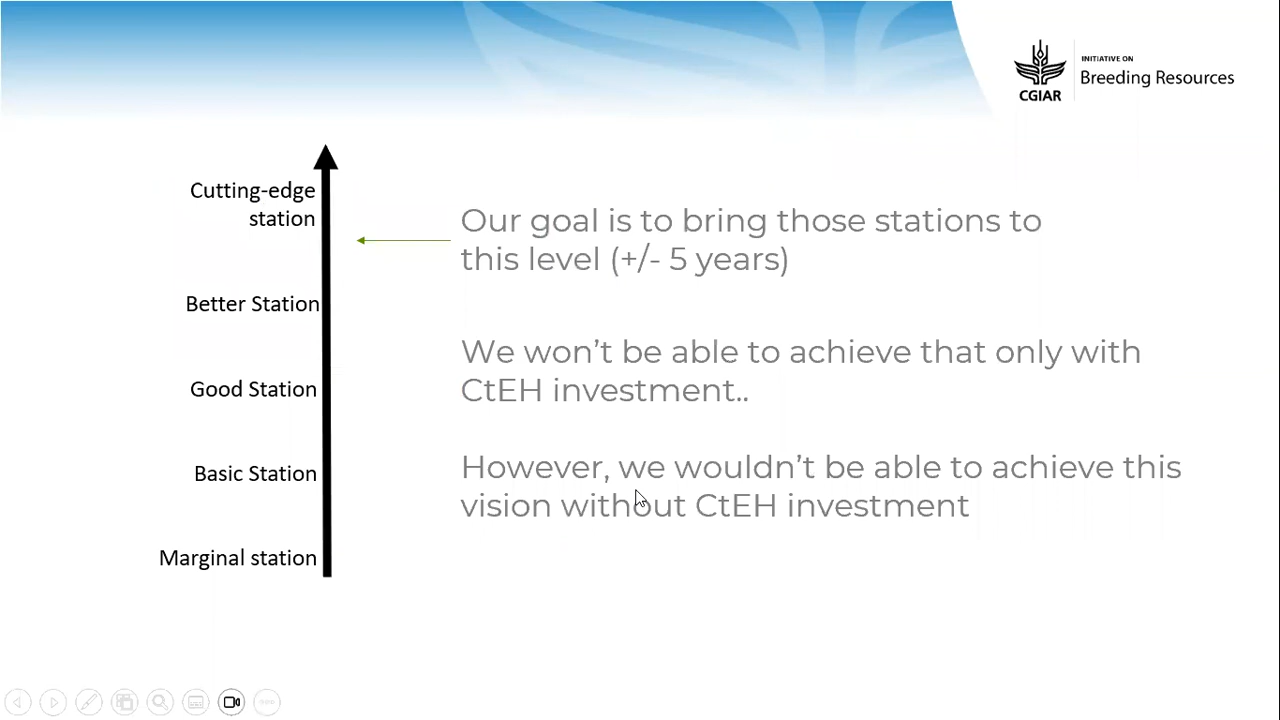 INITIATIVE ON
Breeding Resources
CGIAR
Cutting-edge
station
Better Station
Good Station
Basic Station
Marginal station
Our goal is to bring those stations to
this level (+/- 5 years)
We won’t be able to achieve that only with
CtEH investment..
However, we wouldn’t be able to achieve this
vision without CtEH investment